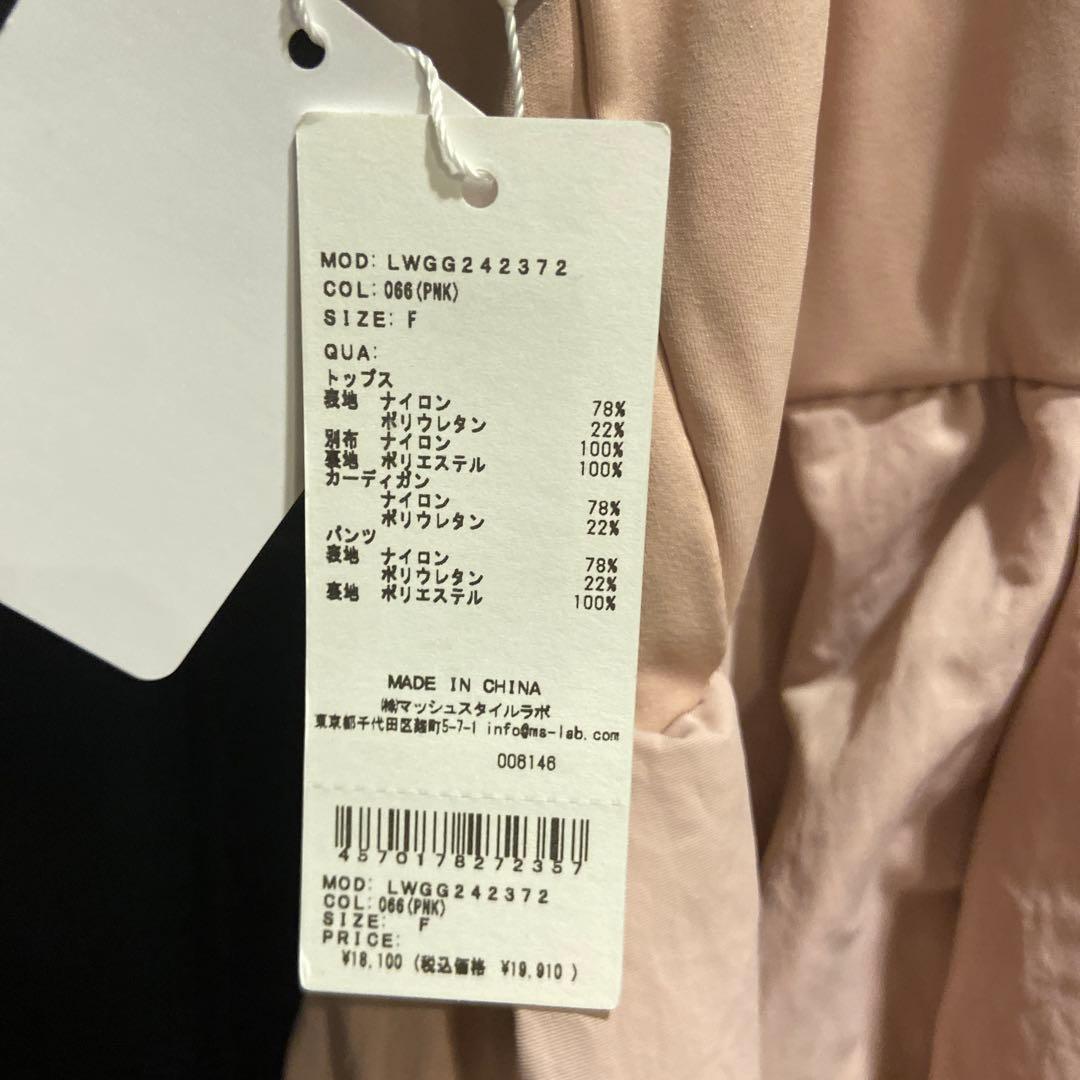 MOD: LWGG242372
COL: 066(PNK)
SIZE: F
QUA:
トップス
表地 ナイロン 78%
ポリウレタン 22%
別布 ナイロン 100%
裏地 ポリエステル 100%
カーディガン
ナイロン 78%
ポリウレタン 22%
パンツ
表地 ナイロン 78%
ポリウレタン 22%
裏地 ポリエステル 100%
MADE IN CHINA
㈱マッシュスタイルラボ
東京都千代田区麹町5-7-1 info@ms-lab.com
008146
4570178272357
MOD: LWGG242372
COL: 066(PNK)
SIZE: F
PRICE:
¥18,100 (税込価格 ¥19,910 )